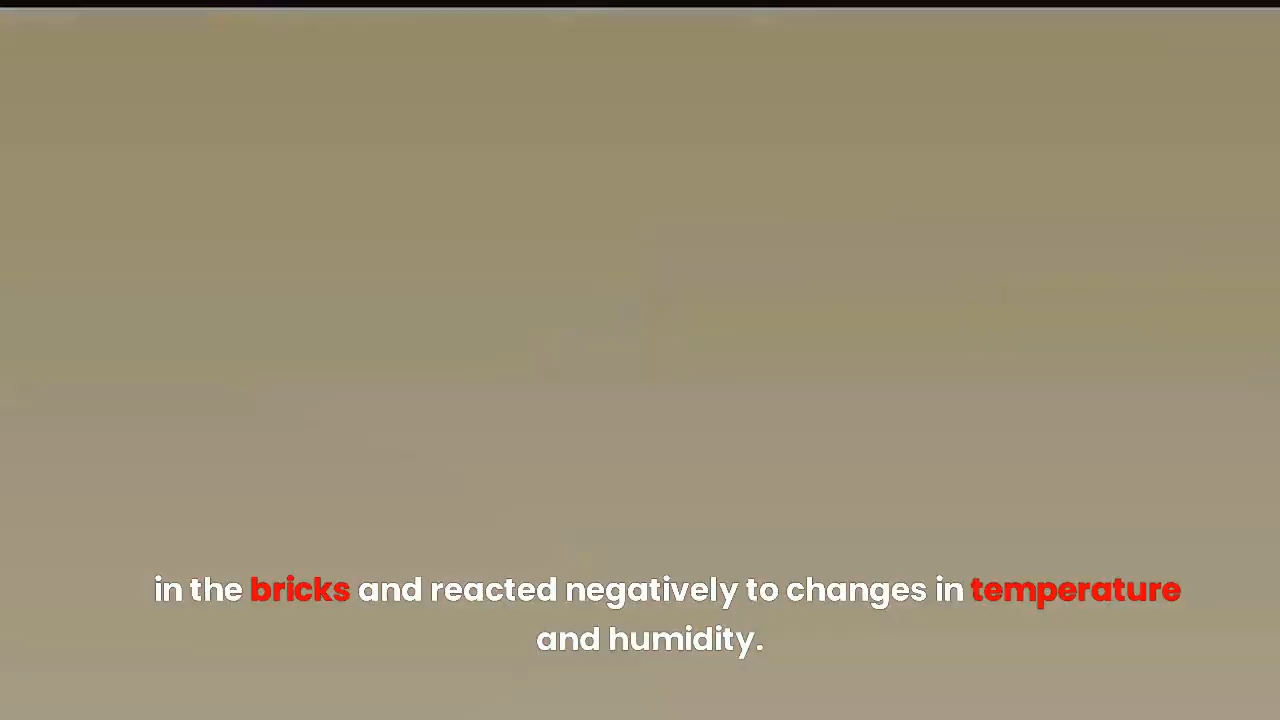 in the bricks and reacted negatively to changes in temperature
and humidity.